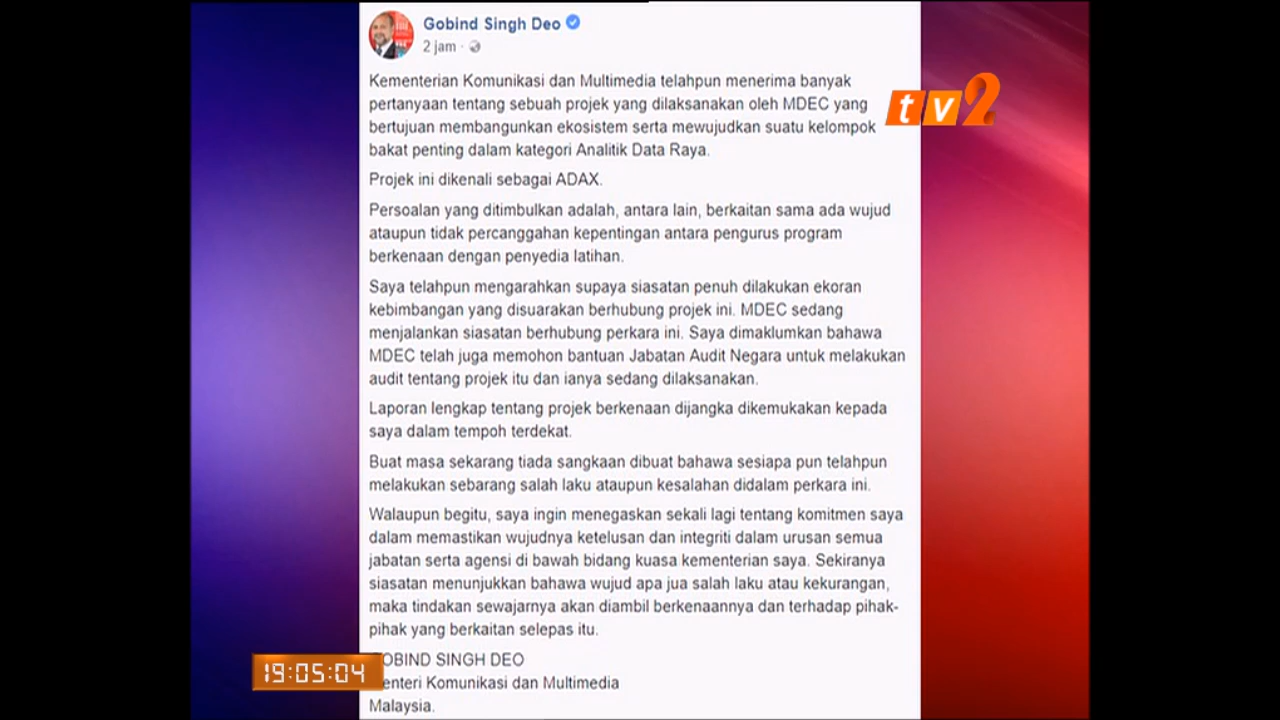 Gobind Singh Deo
2 jam ·
Kementerian Komunikasi dan Multimedia telahpun menerima banyak
pertanyaan tentang sebuah projek yang dilaksanakan oleh MDEC yang
bertujuan membangunkan ekosistem serta mewujudkan suatu kelompok
bakat penting dalam kategori Analitik Data Raya.
Projek ini dikenali sebagai ADAX.
Persoalan yang ditimbulkan adalah, antara lain, berkaitan sama ada wujud
ataupun tidak percanggahan kepentingan antara pengurus program
berkenaan dengan penyedia latihan.
Saya telahpun mengarahkan supaya siasatan penuh dilakukan ekoran
kebimbangan yang disuarakan berhubung projek ini. MDEC sedang
menjalankan siasatan berhubung perkara ini. Saya dimaklumkan bahawa
MDEC telah juga memohon bantuan Jabatan Audit Negara untuk melakukan
audit tentang projek itu dan ianya sedang dilaksanakan.
Laporan lengkap tentang projek berkenaan dijangka dikemukakan kepada
saya dalam tempoh terdekat.
Buat masa sekarang tiada sangkaan dibuat bahawa sesiapa pun telahpun
melakukan sebarang salah laku ataupun kesalahan didalam perkara ini.
Walaupun begitu, saya ingin menegaskan sekali lagi tentang komitmen saya
dalam memastikan wujudnya ketelusan dan integriti dalam urusan semua
jabatan serta agensi di bawah bidang kuasa kementerian saya. Sekiranya
siasatan menunjukkan bahawa wujud apa jua salah laku atau kekurangan,
maka tindakan sewajarnya akan diambil berkenaannya dan terhadap pihak-
pihak yang berkaitan selepas itu.
OBIND SINGH DEO
enteri Komunikasi dan Multimedia
Malaysia.
tv2
19:05:04